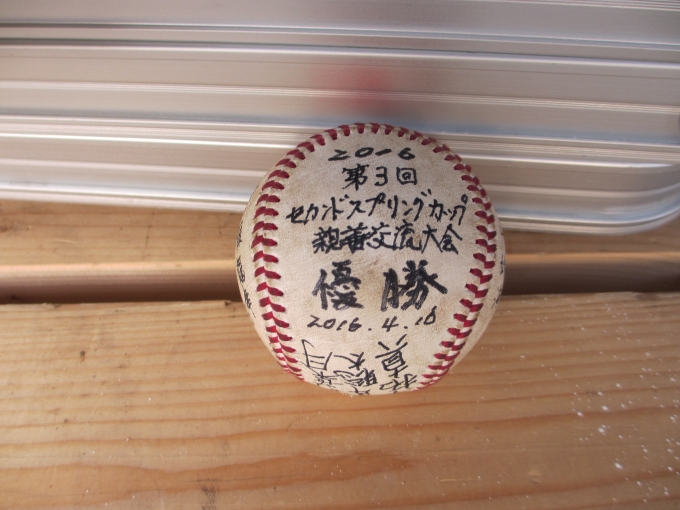 2016
第3回
セカンドスプリングカップ
親善交流大会
優勝
2016.4.10